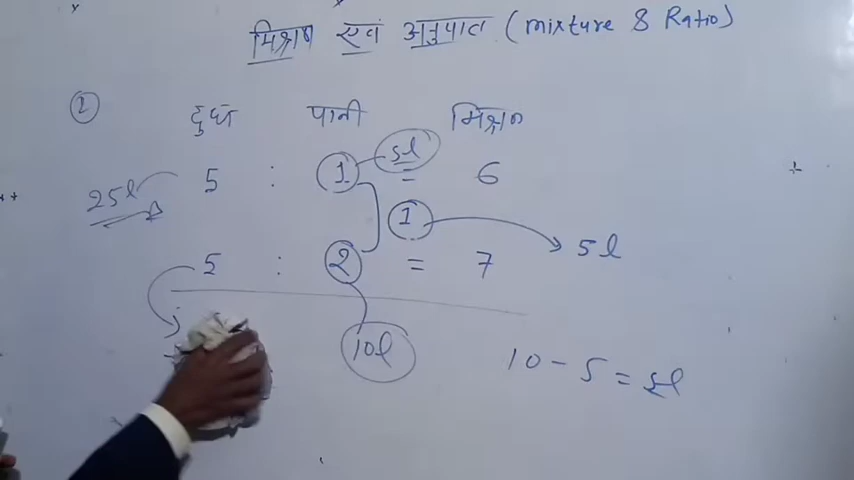 मिश्रण एवं अनुपात (mixture & Ratio)
① दुध पानी मिश्रण
5l
25l 5 : 1 = 6
1 5l
5 : 2 = 7
10l 10 - 5 = 5l